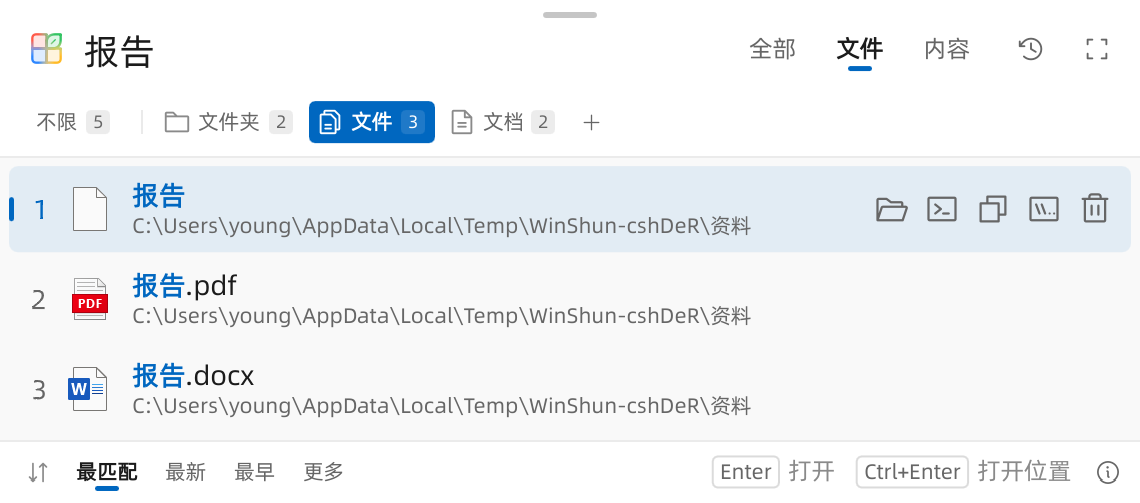 报告 全部 文件 内容
不限 5 文件夹 2 文件 3 文档 2 +
1 报告
C:\Users\young\AppData\Local\Temp\WinShun-cshDeR\资料
2 PDF 报告.pdf
C:\Users\young\AppData\Local\Temp\WinShun-cshDeR\资料
3 W 报告.docx
C:\Users\young\AppData\Local\Temp\WinShun-cshDeR\资料
最匹配 最新 最早 更多 Enter 打开 Ctrl+Enter 打开位置